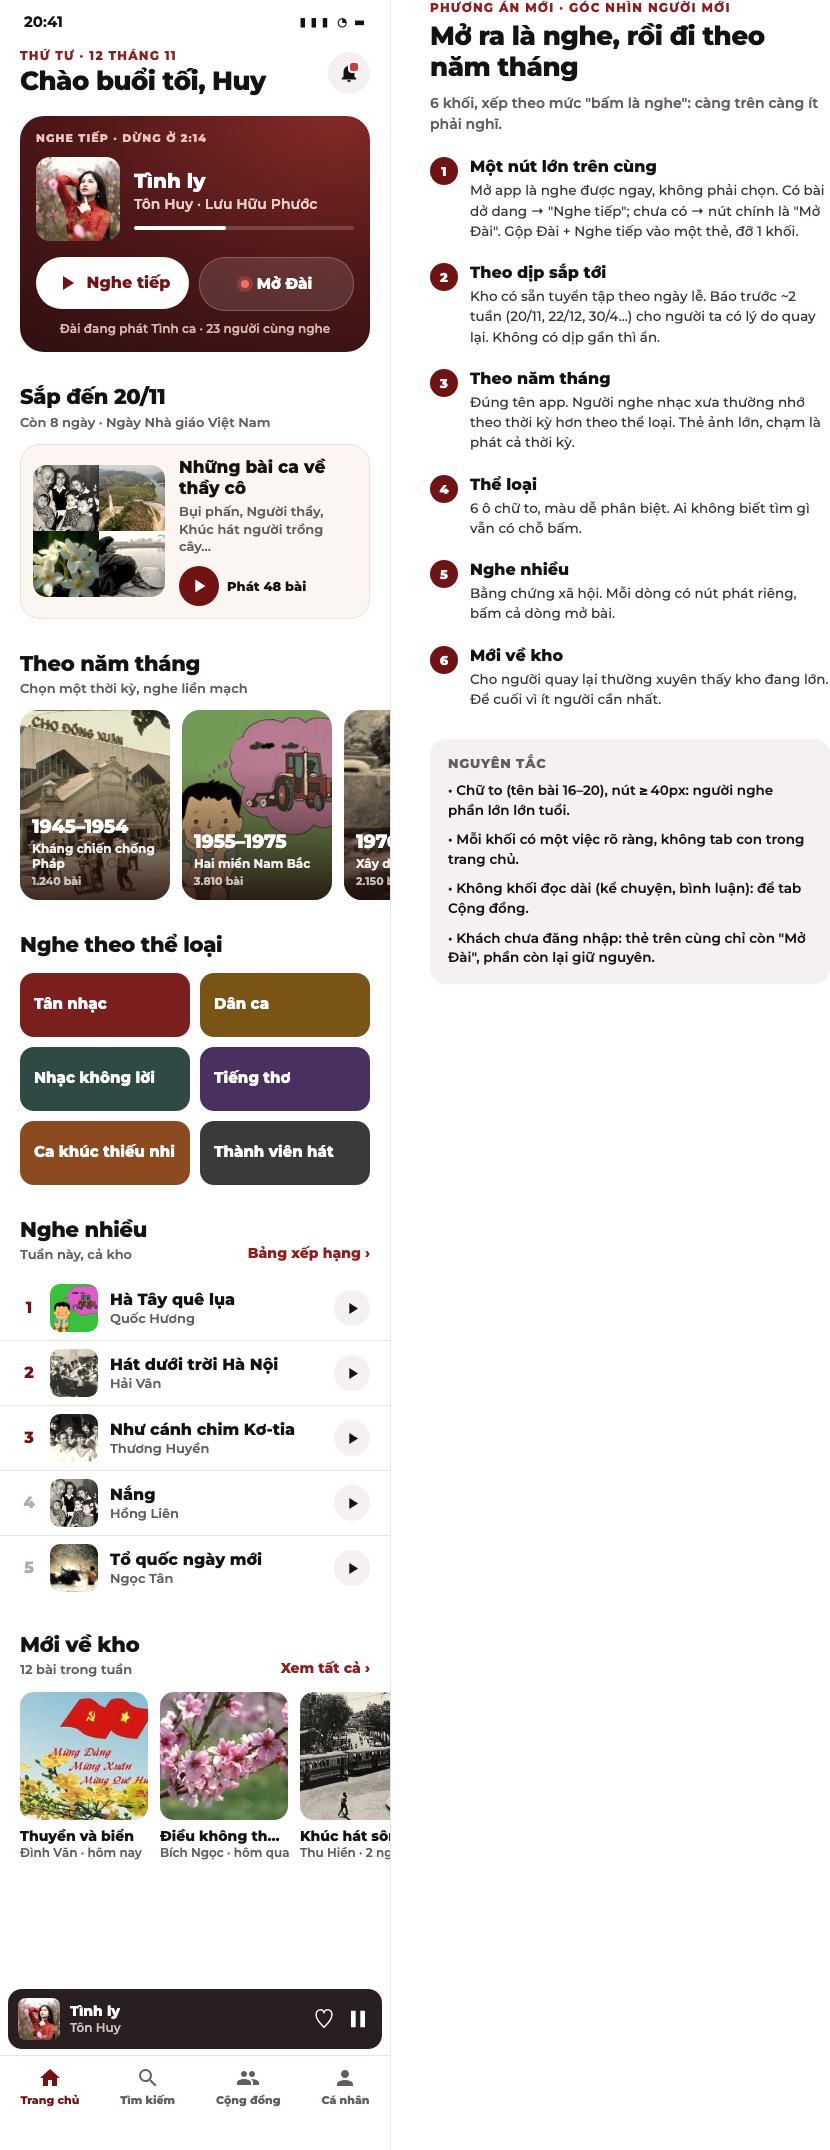 20:41
THỨ TƯ · 12 THÁNG 11
Chào buổi tối, Huy
NGHE TIẾP · DỪNG Ở 2:14
Tình ly
Tôn Huy · Lưu Hữu Phước
Nghe tiếp
Mở Đài
Đài đang phát Tình ca · 23 người cùng nghe
Sắp đến 20/11
Còn 8 ngày · Ngày Nhà giáo Việt Nam
Những bài ca về
thầy cô
Bụi phấn, Người thầy,
Khúc hát người trồng
cây...
Phát 48 bài
Theo năm tháng
Chọn một thời kỳ, nghe liền mạch
CHỢ ĐỒNG XUÂN
1945–1954
Kháng chiến chống
Pháp
1.240 bài
1955–1975
Hai miền Nam Bắc
3.810 bài
197
Xây d
2.150 b
Nghe theo thể loại
Tân nhạc
Dân ca
Nhạc không lời
Tiếng thơ
Ca khúc thiếu nhi
Thành viên hát
Nghe nhiều
Tuần này, cả kho
Bảng xếp hạng ›
1
Hà Tây quê lụa
Quốc Hương
2
Hát dưới trời Hà Nội
Hải Vân
3
Như cánh chim Kơ-tia
Thương Huyền
4
Nắng
Hồng Liên
5
Tổ quốc ngày mới
Ngọc Tân
Mới về kho
12 bài trong tuần
Xem tất cả ›
Mừng Đảng
Mừng Xuân
Mừng Quê Hư
Thuyền và biển
Đình Văn · hôm nay
Điều không th...
Bích Ngọc · hôm qua
Khúc hát sôn
Thu Hiền · 2 ng
Tình ly
Tôn Huy
Trang chủ
Tìm kiếm
Cộng đồng
Cá nhân
PHƯƠNG ÁN MỚI · GÓC NHÌN NGƯỜI MỚI
Mở ra là nghe, rồi đi theo
năm tháng
6 khối, xếp theo mức "bấm là nghe": càng trên càng ít
phải nghĩ.
1
Một nút lớn trên cùng
Mở app là nghe được ngay, không phải chọn. Có bài
dở dang → "Nghe tiếp"; chưa có → nút chính là "Mở
Đài". Gộp Đài + Nghe tiếp vào một thẻ, đỡ 1 khối.
2
Theo dịp sắp tới
Kho có sẵn tuyển tập theo ngày lễ. Báo trước ~2
tuần (20/11, 22/12, 30/4...) cho người ta có lý do quay
lại. Không có dịp gần thì ẩn.
3
Theo năm tháng
Đúng tên app. Người nghe nhạc xưa thường nhớ
theo thời kỳ hơn theo thể loại. Thẻ ảnh lớn, chạm là
phát cả thời kỳ.
4
Thể loại
6 ô chữ to, màu dễ phân biệt. Ai không biết tìm gì
vẫn có chỗ bấm.
5
Nghe nhiều
Bằng chứng xã hội. Mỗi dòng có nút phát riêng,
bấm cả dòng mở bài.
6
Mới về kho
Cho người quay lại thường xuyên thấy kho đang lớn.
Để cuối vì ít người cần nhất.
NGUYÊN TẮC
• Chữ to (tên bài 16–20), nút ≥ 40px: người nghe
phần lớn lớn tuổi.
• Mỗi khối có một việc rõ ràng, không tab con trong
trang chủ.
• Không khối đọc dài (kể chuyện, bình luận): để tab
Cộng đồng.
• Khách chưa đăng nhập: thẻ trên cùng chỉ còn "Mở
Đài", phần còn lại giữ nguyên.